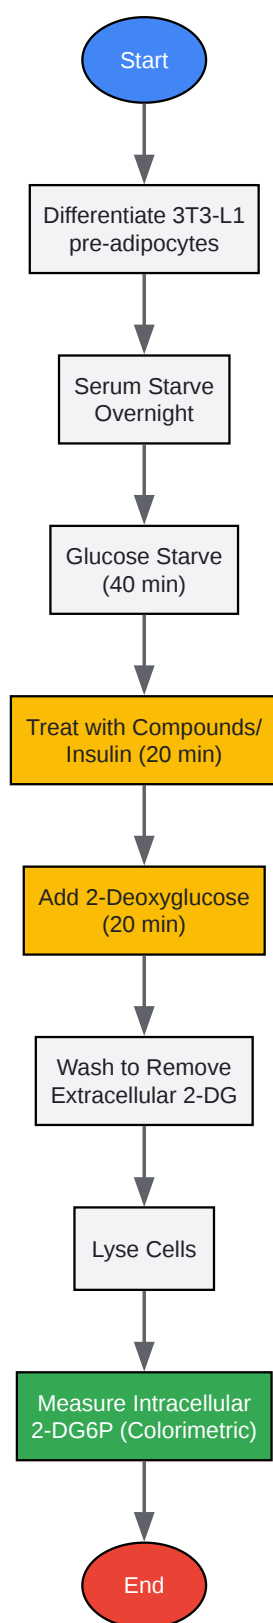 Start
Differentiate 3T3-L1
pre-adipocytes
Serum Starve
Overnight
Glucose Starve
(40 min)
Treat with Compounds/
Insulin (20 min)
Add 2-Deoxyglucose
(20 min)
Wash to Remove
Extracellular 2-DG
Lyse Cells
Measure Intracellular
2-DG6P (Colorimetric)
End